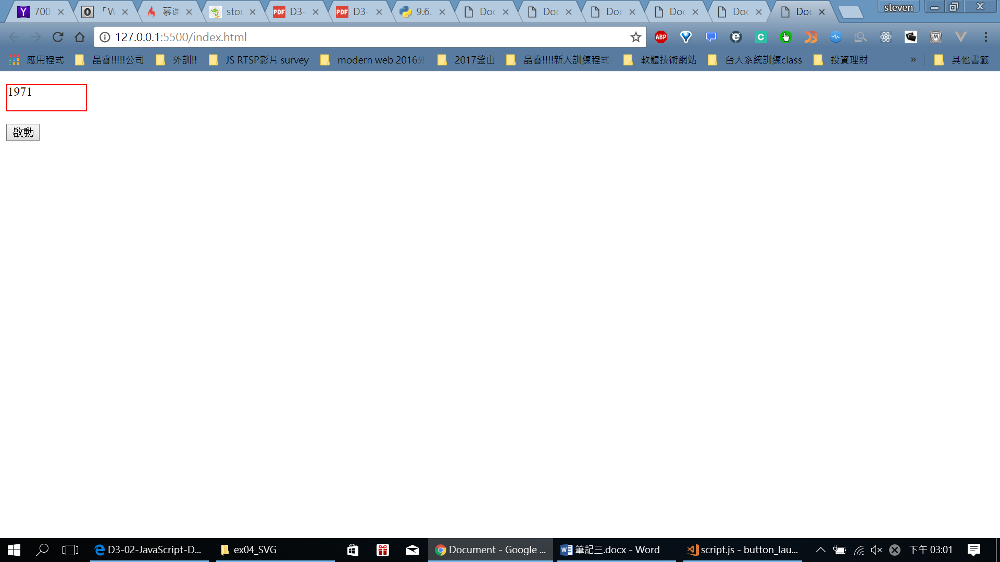 700 「W 慕课 stor D3- D3- 9.6. Doc Doc Doc Doc Doc Doc steven
127.0.0.1:5500/index.html
應用程式 晶睿!!!!!公司 外訓!! JS RTSP影片 survey modern web 2016外 2017釜山 晶睿!!!!新人訓練程式 軟體技術網站 台大系統訓練class 投資理財 » 其他書籤
1971
啟動
D3-02-JavaScript-D... ex04_SVG Document - Google ... 筆記三.docx - Word script.js - button_lau... 下午 03:01